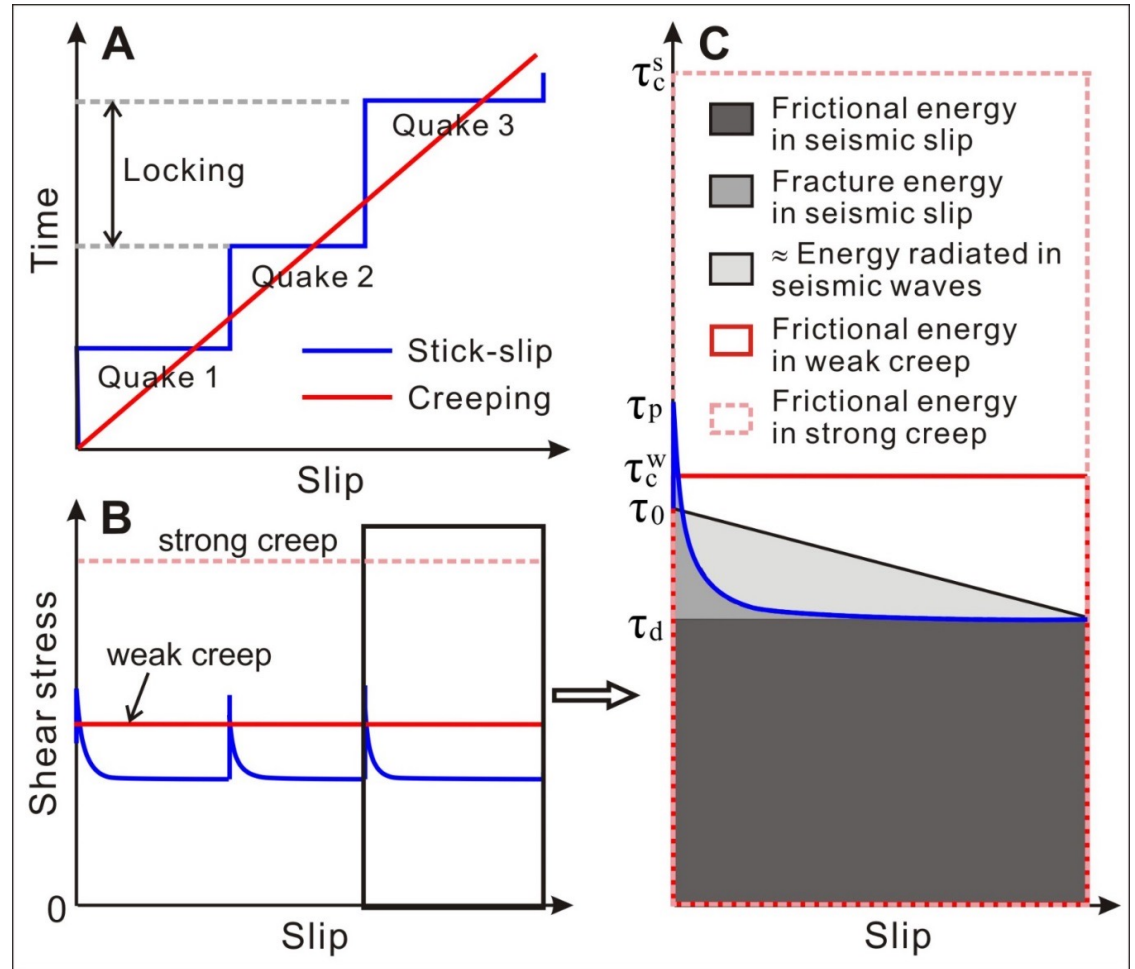 A
Time
Locking
Quake 3
Quake 2
Quake 1
Stick-slip
Creeping
Slip
B
Shear stress
strong creep
weak creep
0
Slip
C
τcˢ
Frictional energy
in seismic slip
Fracture energy
in seismic slip
≈ Energy radiated in
seismic waves
Frictional energy
in weak creep
Frictional energy
in strong creep
τp
τcʷ
τ0
τd
Slip